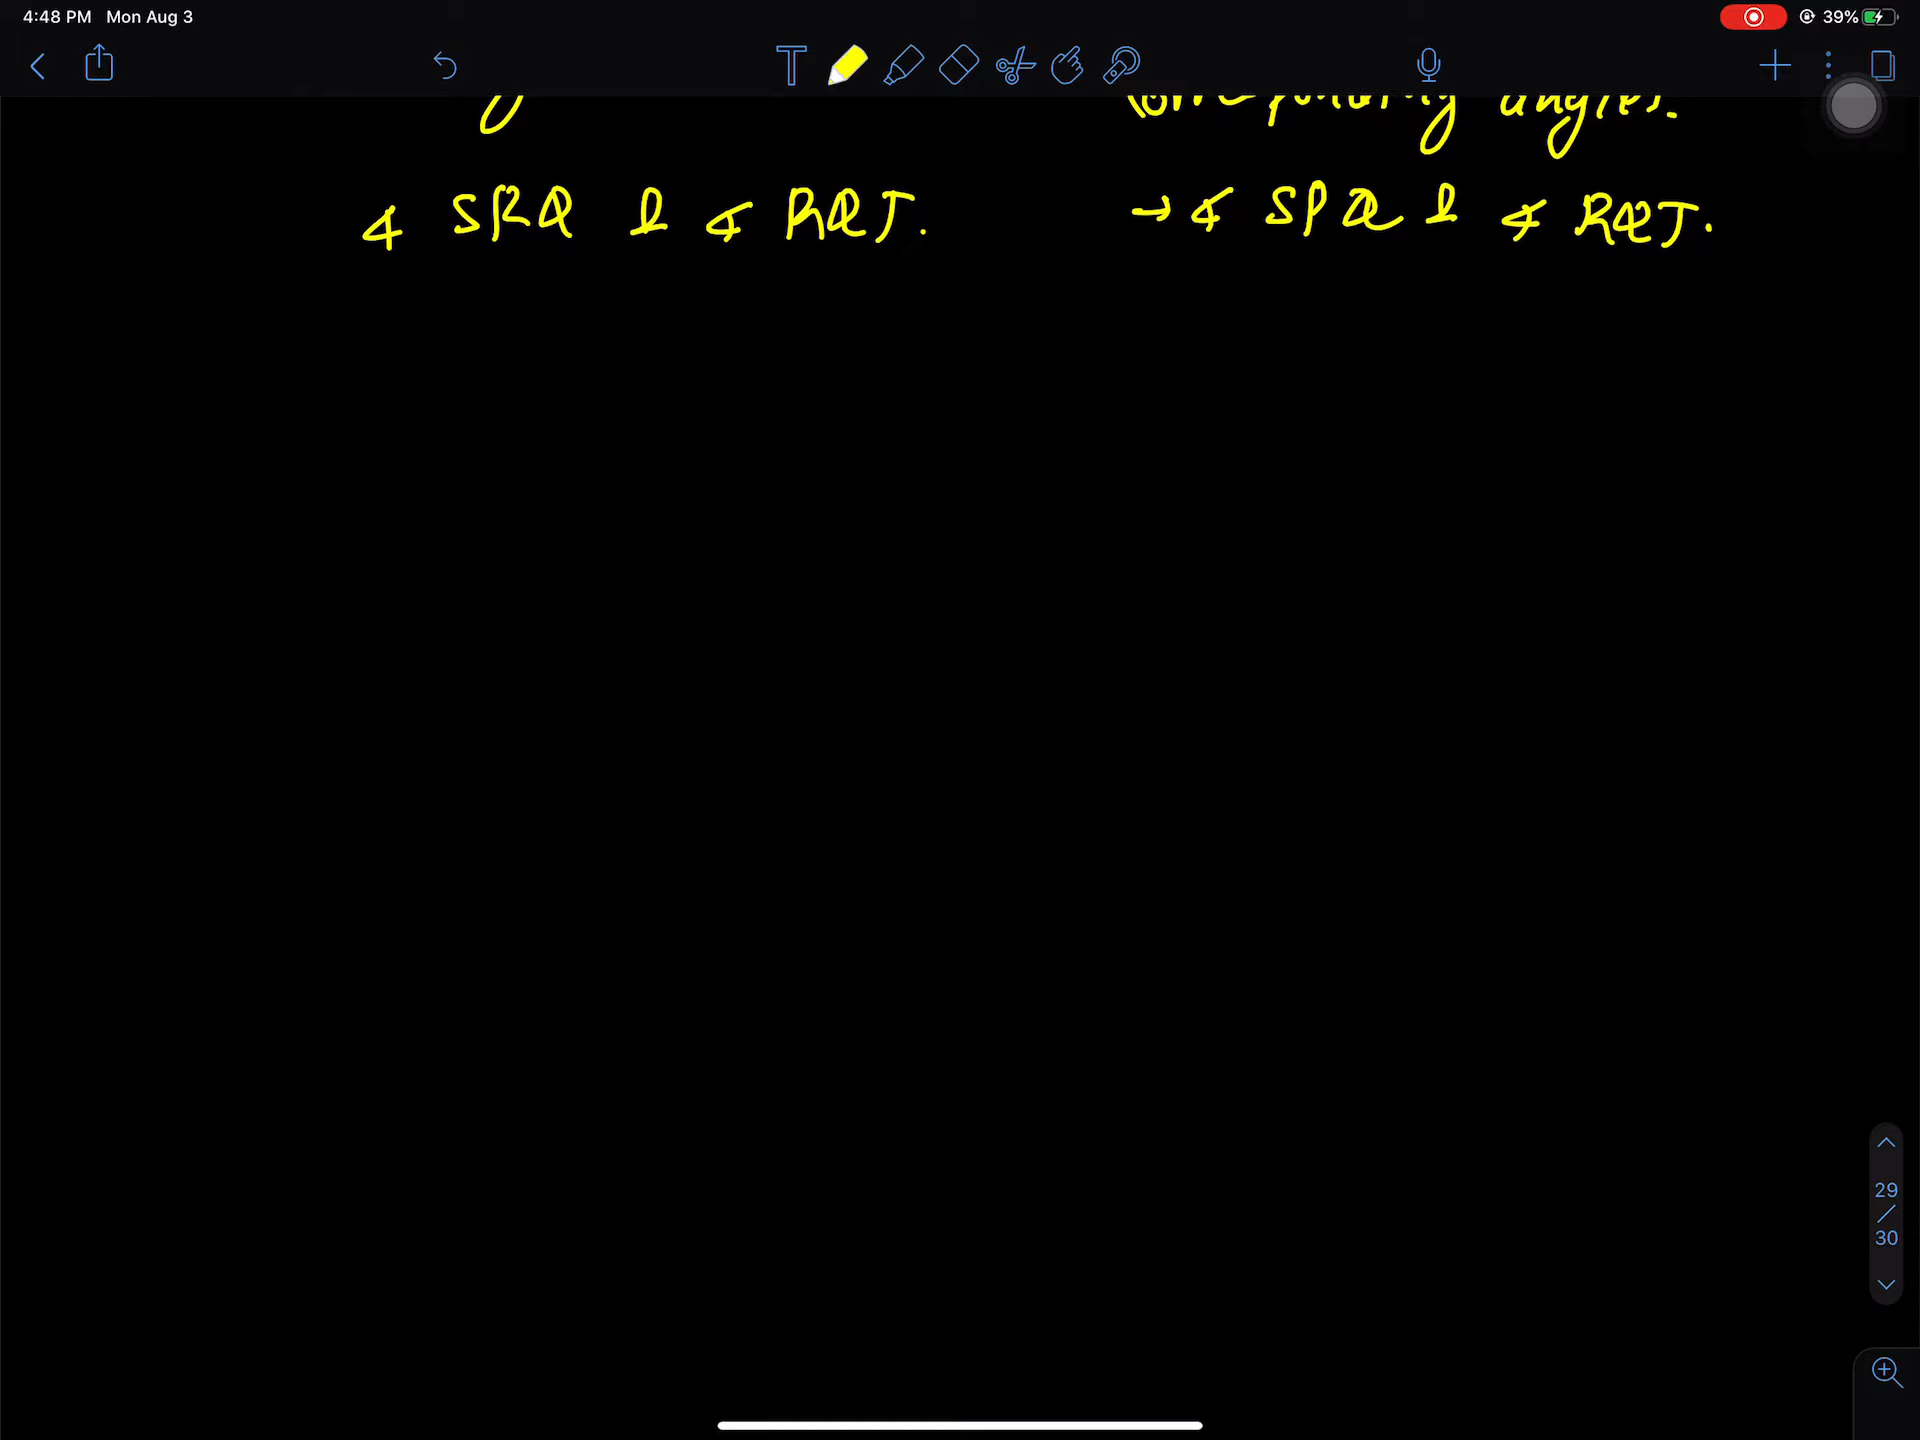 4:48 PM Mon Aug 3
39%
angles.
∡ SRQ & ∡ RQT. → ∡ SPQ & ∡ RQT.
29
30